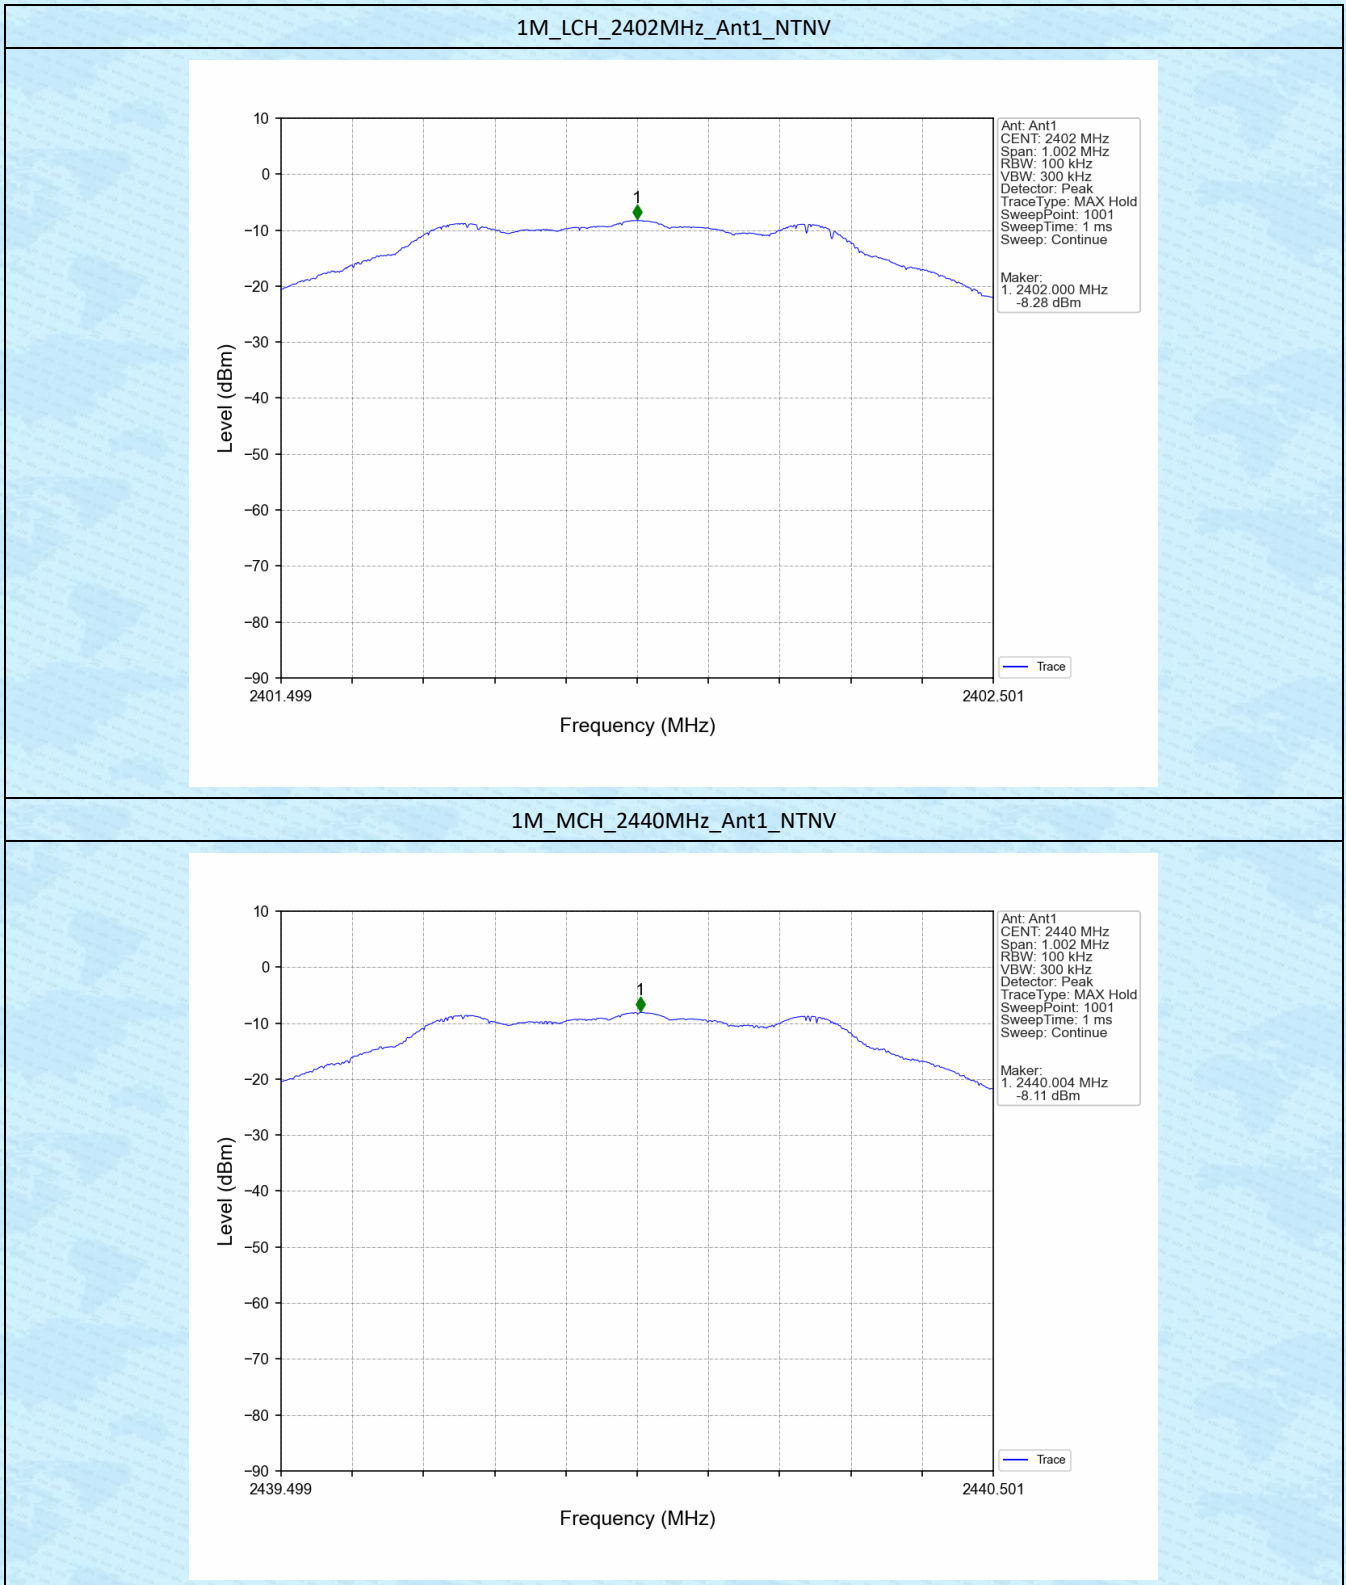 1M_LCH_2402MHz_Ant1_NTNV
10
0
−10
−20
−30
−40
−50
−60
−70
−80
−90
Level (dBm)
1
2401.499
2402.501
Frequency (MHz)
Ant: Ant1
CENT: 2402 MHz
Span: 1.002 MHz
RBW: 100 kHz
VBW: 300 kHz
Detector: Peak
TraceType: MAX Hold
SweepPoint: 1001
SweepTime: 1 ms
Sweep: Continue
Maker:
1. 2402.000 MHz
-8.28 dBm
Trace
1M_MCH_2440MHz_Ant1_NTNV
10
0
−10
−20
−30
−40
−50
−60
−70
−80
−90
Level (dBm)
1
2439.499
2440.501
Frequency (MHz)
Ant: Ant1
CENT: 2440 MHz
Span: 1.002 MHz
RBW: 100 kHz
VBW: 300 kHz
Detector: Peak
TraceType: MAX Hold
SweepPoint: 1001
SweepTime: 1 ms
Sweep: Continue
Maker:
1. 2440.004 MHz
-8.11 dBm
Trace